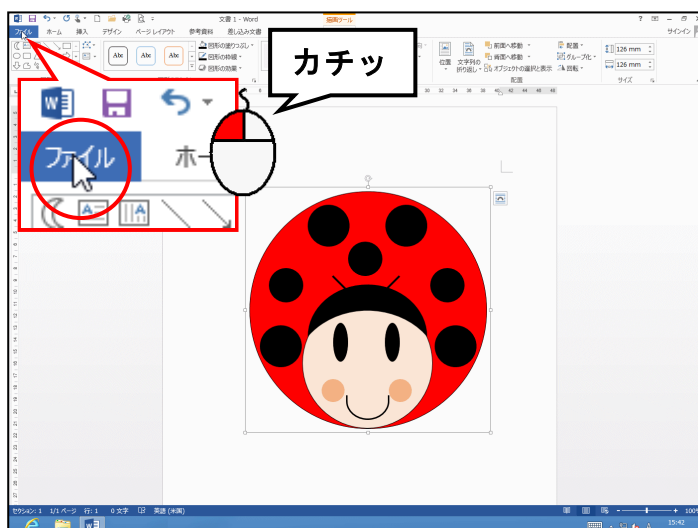 文書 1 - Word
描画ツール
ファイル ホーム 挿入 デザイン ページ レイアウト 参考資料 差し込み文書
サインイン
Abc Abc Abc
図形の塗りつぶし
図形の枠線
図形の効果
位置 文字列の折り返し
前面へ移動
背面へ移動
オブジェクトの選択と表示
配置
グループ化
回転
配置
126 mm
126 mm
サイズ
カチッ
ファイル ホー
セクション: 1 1/1 ページ 行: 1 0 文字 英語 (米国)
100%
15:42